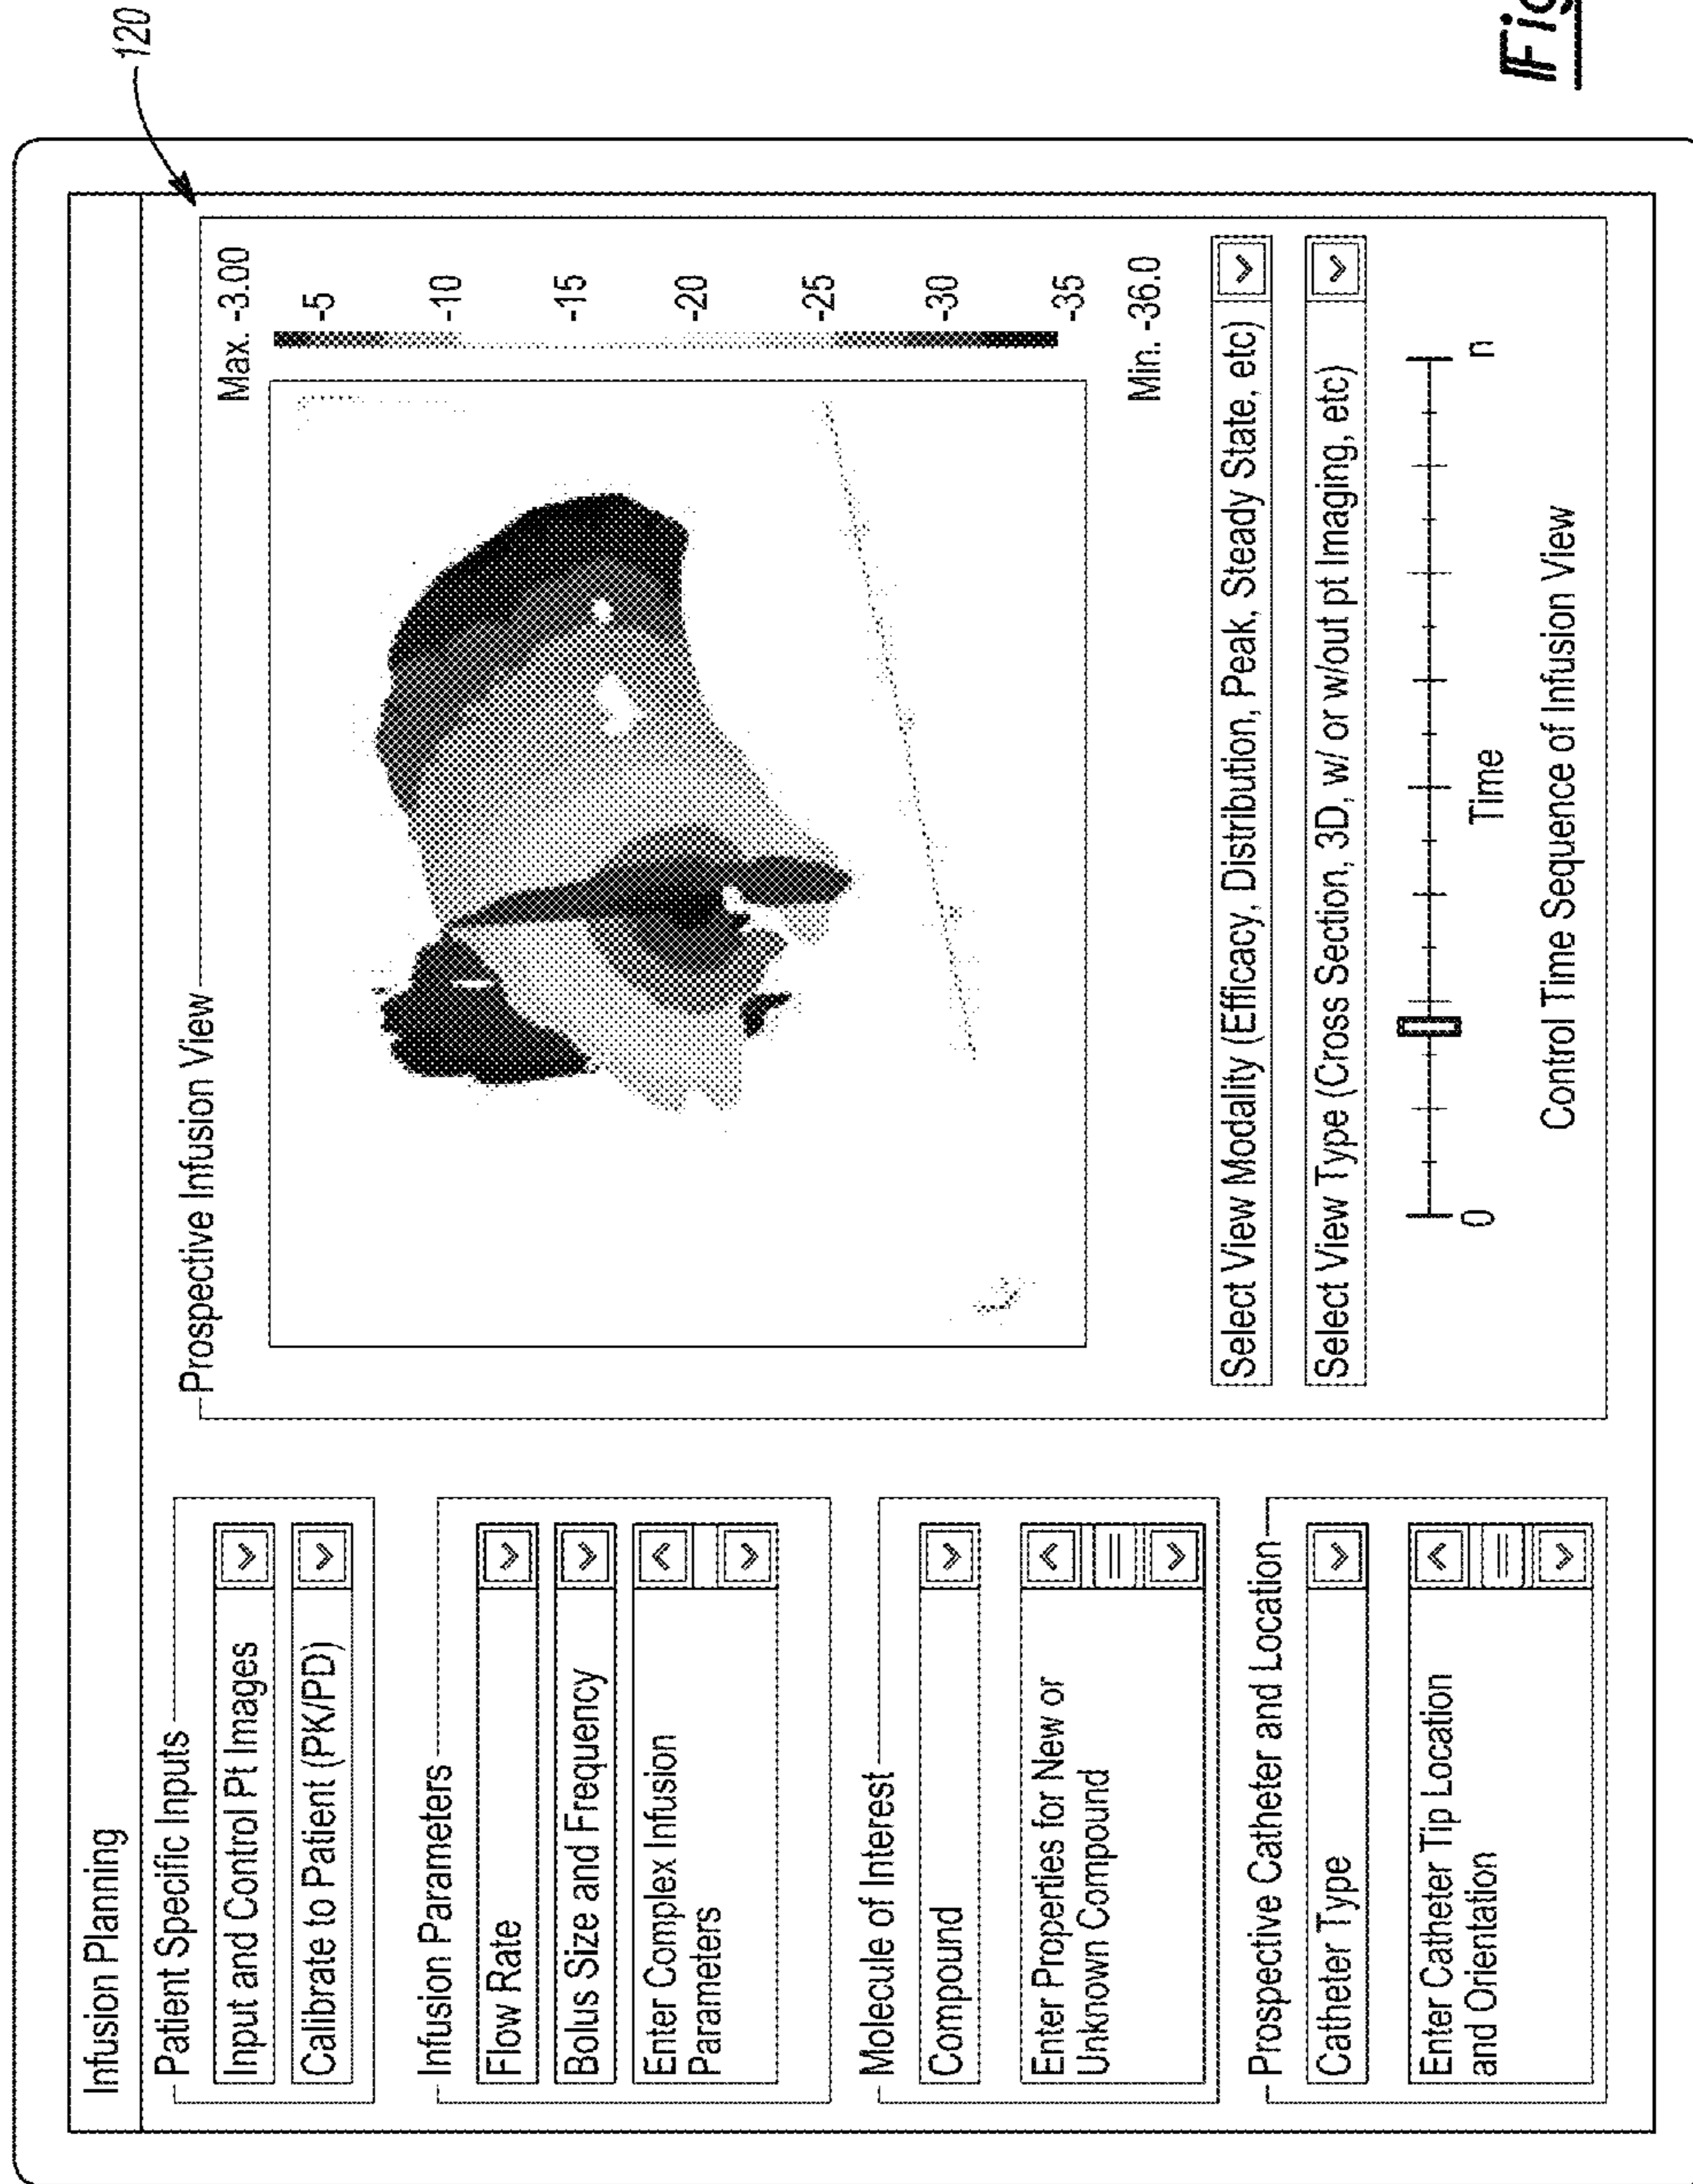 120
Infusion Planning
Patient Specific Inputs
Input and Control Pt Images
Calibrate to Patient (PK/PD)
Infusion Parameters
Flow Rate
Bolus Size and Frequency
Enter Complex Infusion
Parameters
Molecule of Interest
Compound
Enter Properties for New or
Unknown Compound
Prospective Catheter and Location
Catheter Type
Enter Catheter Tip Location
and Orientation
Prospective Infusion View
Max. -3.00
-5
-10
-15
-20
-25
-30
-35
Min. -36.0
Select View Modality (Efficacy, Distribution, Peak, Steady State, etc)
Select View Type (Cross Section, 3D, w/ or w/out pt Imaging, etc)
0
n
Time
Control Time Sequence of Infusion View